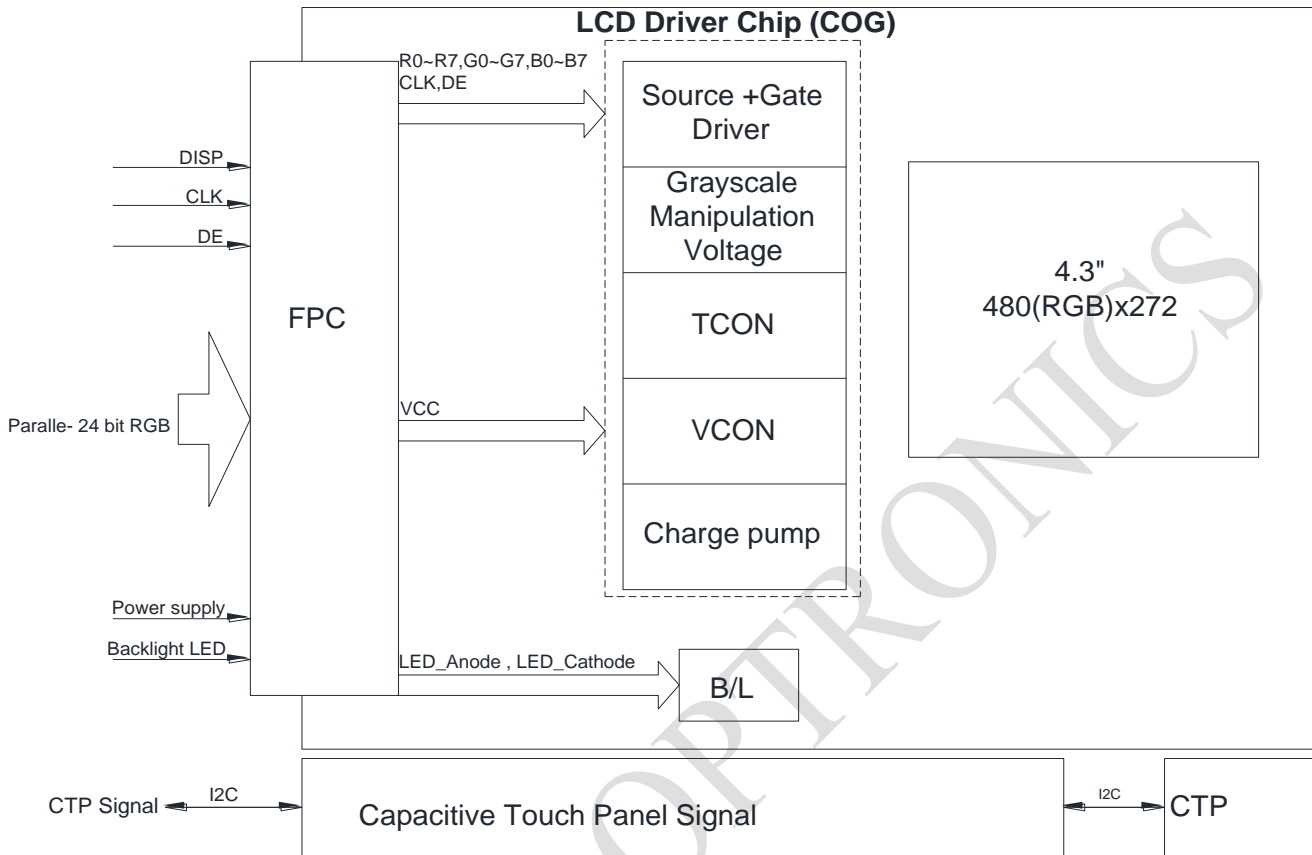 LCD Driver Chip (COG)
R0~R7,G0~G7,B0~B7
CLK,DE
Source +Gate
Driver
DISP
CLK
DE
Grayscale
Manipulation
Voltage
4.3"
480(RGB)x272
FPC
TCON
Paralle- 24 bit RGB
VCC
VCON
Charge pump
Power supply
Backlight LED
LED_Anode , LED_Cathode
B/L
CTP Signal
I2C
Capacitive Touch Panel Signal
I2C
CTP
OPTRONICS